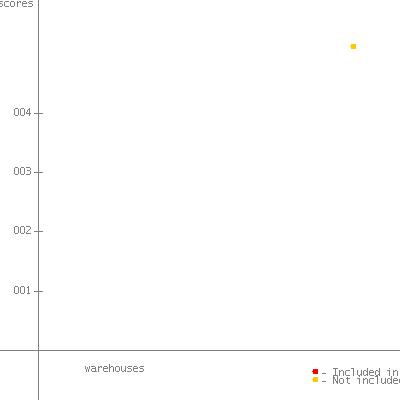 scores
004
003
002
001
warehouses
- Included in
- Not included